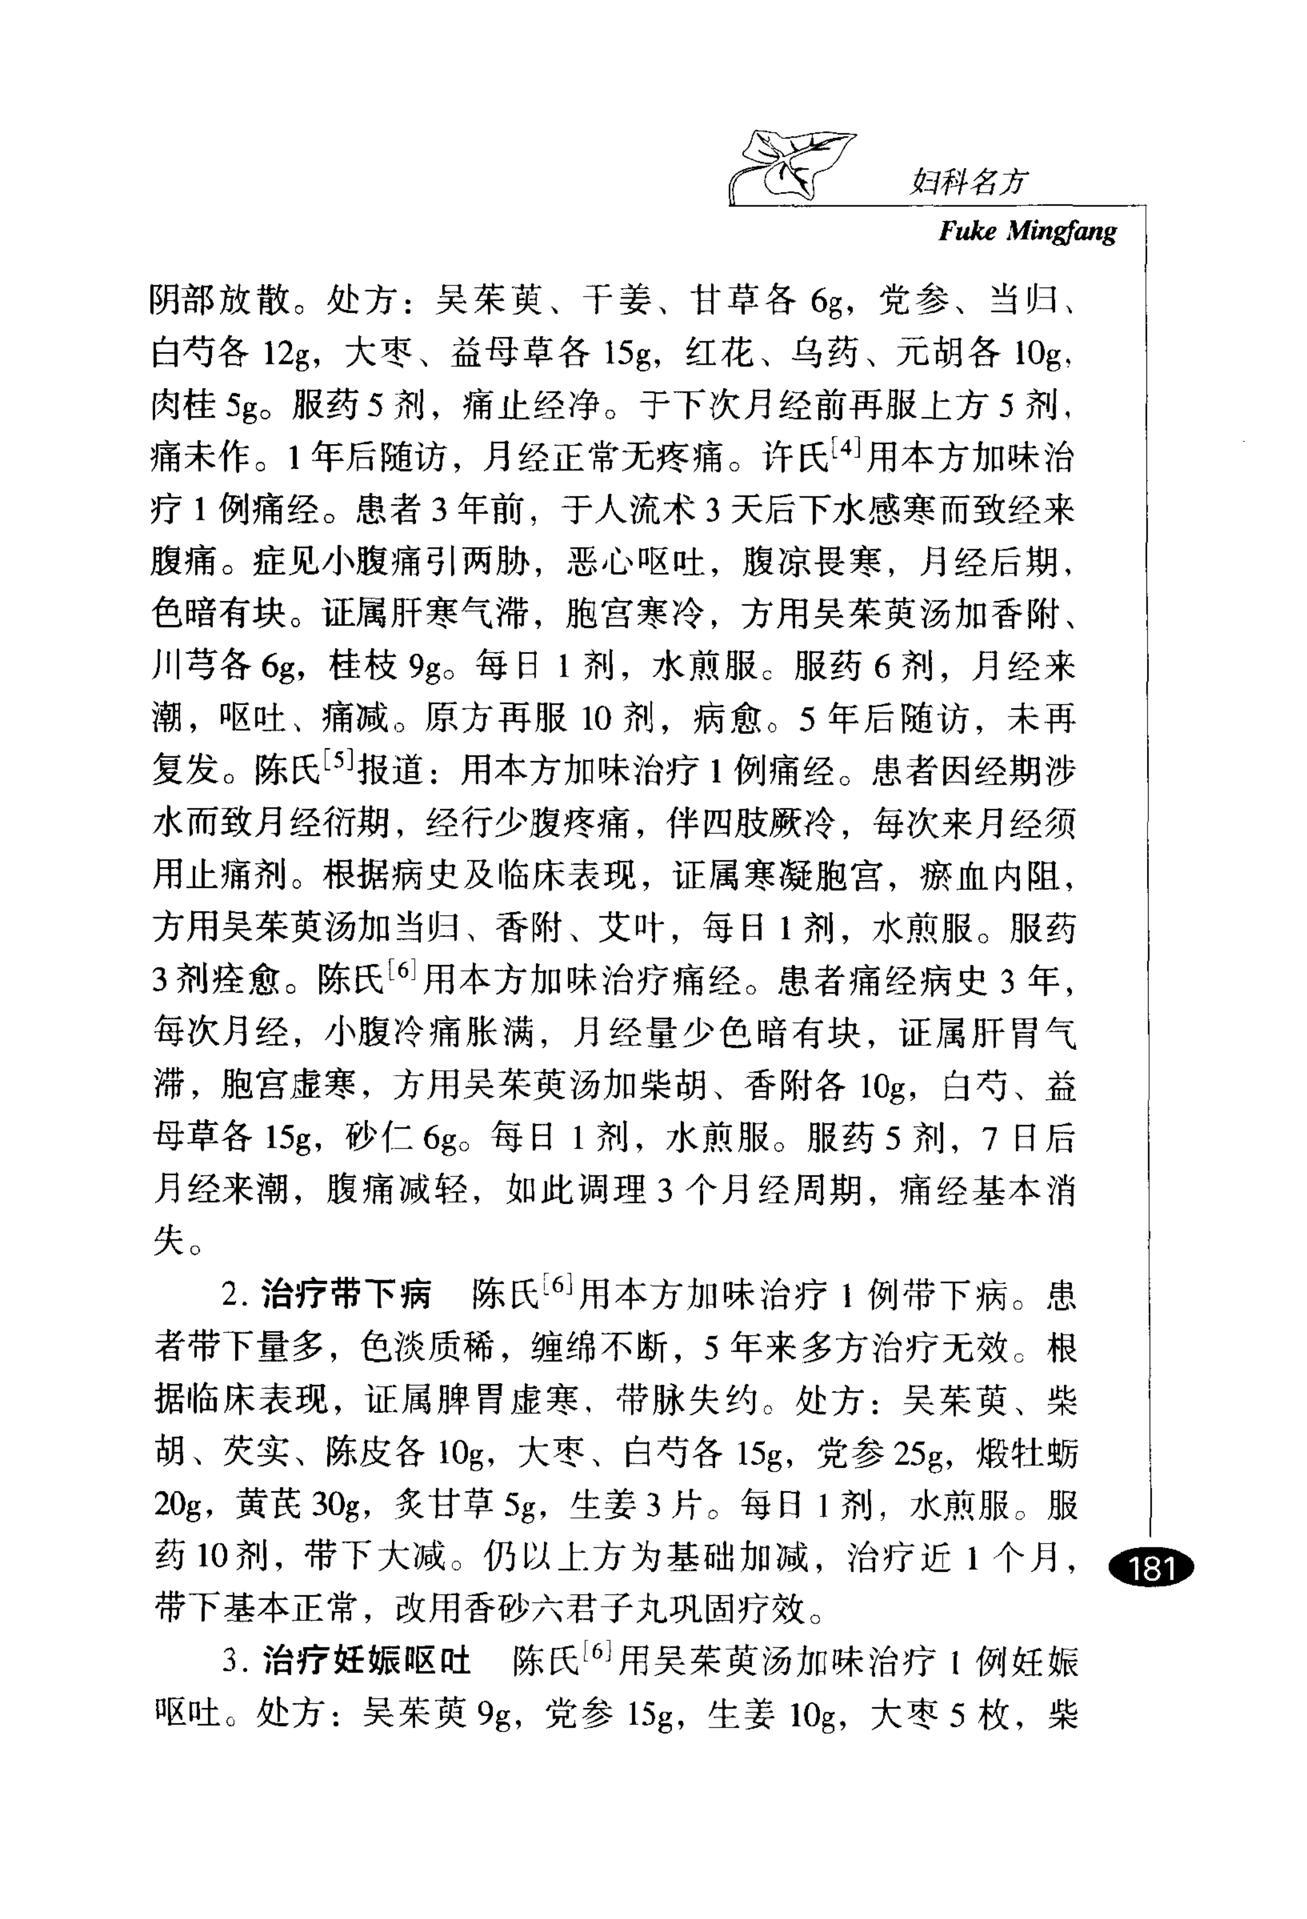 妇科名方
Fuke Mingfang
阴部放散。处方：吴茱萸、干姜、甘草各 6g，党参、当归、
白芍各 12g，大枣、益母草各 15g，红花、乌药、元胡各 10g，
肉桂 5g。服药 5 剂，痛止经净。于下次月经前再服上方 5 剂，
痛未作。1 年后随访，月经正常无疼痛。许氏[4]用本方加味治
疗 1 例痛经。患者 3 年前，于人流术 3 天后下水感寒而致经来
腹痛。症见小腹痛引两胁，恶心呕吐，腹凉畏寒，月经后期，
色暗有块。证属肝寒气滞，胞宫寒冷，方用吴茱萸汤加香附、
川芎各 6g，桂枝 9g。每日 1 剂，水煎服。服药 6 剂，月经来
潮，呕吐、痛减。原方再服 10 剂，病愈。5 年后随访，未再
复发。陈氏[5]报道：用本方加味治疗 1 例痛经。患者因经期涉
水而致月经衍期，经行少腹疼痛，伴四肢厥冷，每次来月经须
用止痛剂。根据病史及临床表现，证属寒凝胞宫，瘀血内阻，
方用吴茱萸汤加当归、香附、艾叶，每日 1 剂，水煎服。服药
3 剂痊愈。陈氏[6]用本方加味治疗痛经。患者痛经病史 3 年，
每次月经，小腹冷痛胀满，月经量少色暗有块，证属肝胃气
滞，胞宫虚寒，方用吴茱萸汤加柴胡、香附各 10g，白芍、益
母草各 15g，砂仁 6g。每日 1 剂，水煎服。服药 5 剂，7 日后
月经来潮，腹痛减轻，如此调理 3 个月经周期，痛经基本消
失。
2. 治疗带下病　陈氏[6]用本方加味治疗 1 例带下病。患
者带下量多，色淡质稀，缠绵不断，5 年来多方治疗无效。根
据临床表现，证属脾胃虚寒，带脉失约。处方：吴茱萸、柴
胡、芡实、陈皮各 10g，大枣、白芍各 15g，党参 25g，煅牡蛎
20g，黄芪 30g，炙甘草 5g，生姜 3 片。每日 1 剂，水煎服。服
药 10 剂，带下大减。仍以上方为基础加减，治疗近 1 个月，
带下基本正常，改用香砂六君子丸巩固疗效。
3. 治疗妊娠呕吐　陈氏[6]用吴茱萸汤加味治疗 1 例妊娠
呕吐。处方：吴茱萸 9g，党参 15g，生姜 10g，大枣 5 枚，柴
181